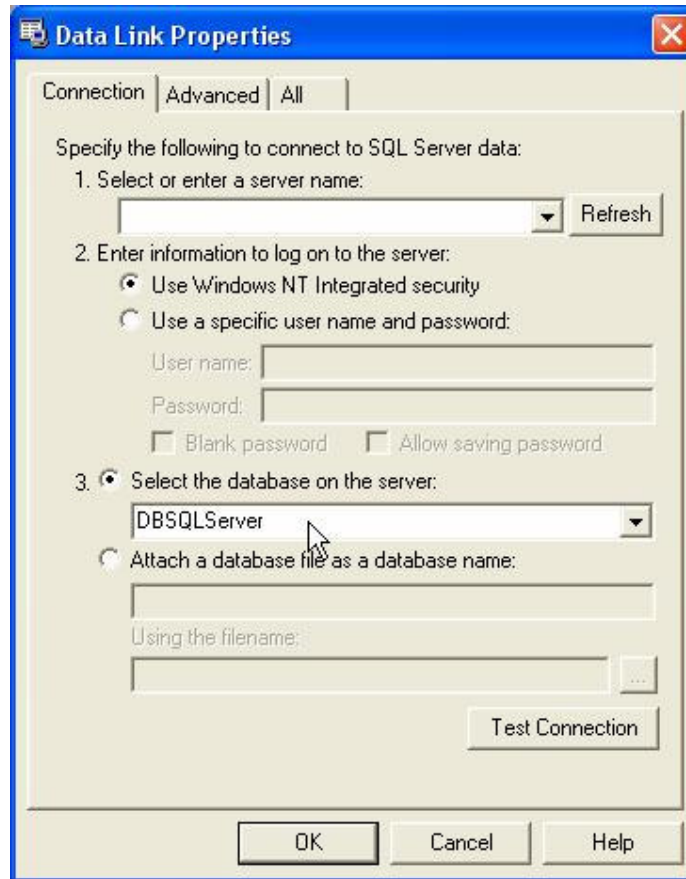 Data Link Properties
Connection Advanced All
Specify the following to connect to SQL Server data:
1. Select or enter a server name:
Refresh
2. Enter information to log on to the server:
Use Windows NT Integrated security
Use a specific user name and password:
User name:
Password:
Blank password Allow saving password
3. Select the database on the server:
DBSQLServer
Attach a database file as a database name:
Using the filename:
...
Test Connection
OK Cancel Help